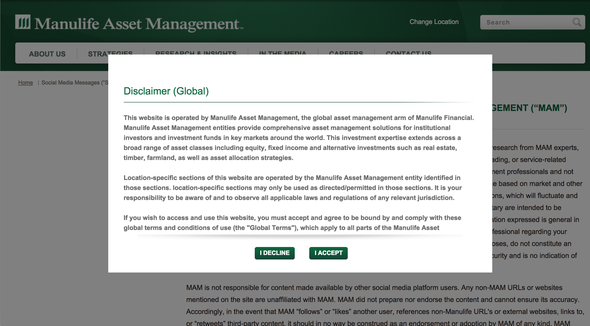 Manulife Asset Management
Change Location
Search
ABOUT US
STRATEGIES
RESEARCH & INSIGHTS
IN THE MEDIA
CAREERS
CONTACT US
Home | Social Media Messages ("S
Disclaimer (Global)
This website is operated by Manulife Asset Management, the global asset management arm of Manulife Financial.
Manulife Asset Management entities provide comprehensive asset management solutions for institutional
investors and investment funds in key markets around the world. This investment expertise extends across a
broad range of asset classes including equity, fixed income and alternative investments such as real estate,
timber, farmland, as well as asset allocation strategies.
Location-specific sections of this website are operated by the Manulife Asset Management entity identified in
those sections. location-specific sections may only be used as directed/permitted in those sections. It is your
responsibility to be aware of and to observe all applicable laws and regulations of any relevant jurisdiction.
If you wish to access and use this website, you must accept and agree to be bound by and comply with these
global terms and conditions of use (the "Global Terms"), which apply to all parts of the Manulife Asset
I DECLINE
I ACCEPT
GEMENT ("MAM")
research from MAM experts,
ading, or service-related
ment professionals and not
e based on market and other
ons, which will fluctuate and
tary are intended to be
ation expressed is general in
ofessional regarding your
oses, do not constitute an
curity and is no indication of
MAM is not responsible for content made available by other social media platform users. Any non-MAM URLs or websites
mentioned on the site are unaffiliated with MAM. MAM did not prepare nor endorse the content and cannot ensure its accuracy.
Accordingly, in the event that MAM "follows" or "likes" another user, references non-Manulife URL's or external websites, links to,
or "retweets" third-party content, it should in no way be construed as an endorsement or adoption by MAM of any kind. MAM